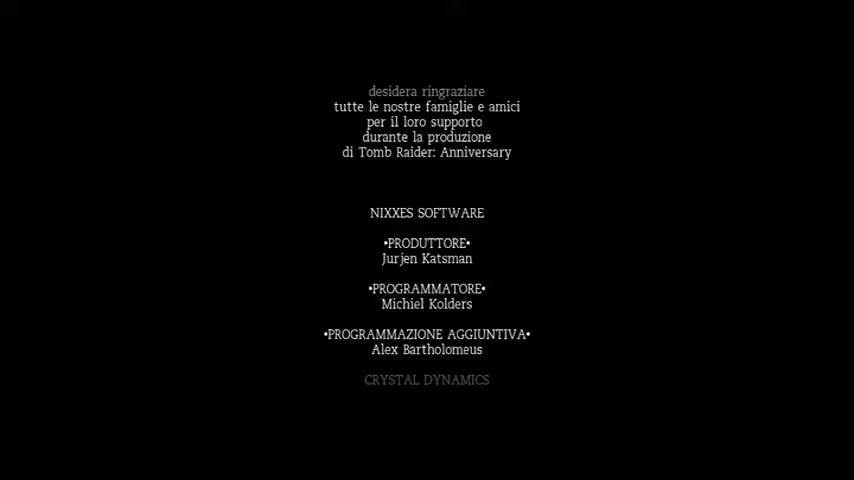 desidera ringraziare
tutte le nostre famiglie e amici
per il loro supporto
durante la produzione
di Tomb Raider: Anniversary
NIXXES SOFTWARE
•PRODUTTORE•
Jurjen Katsman
•PROGRAMMATORE•
Michiel Kolders
•PROGRAMMAZIONE AGGIUNTIVA•
Alex Bartholomeus
CRYSTAL DYNAMICS